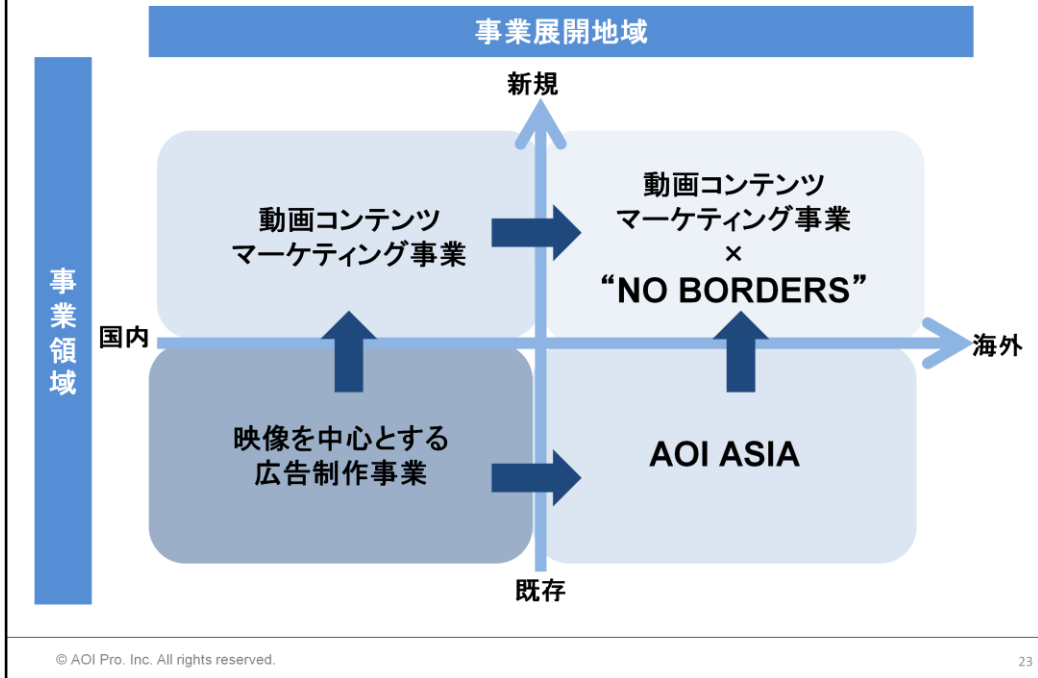 事業展開地域
新規
事業領域
動画コンテンツ
マーケティング事業
動画コンテンツ
マーケティング事業
×
“NO BORDERS”
国内
海外
映像を中心とする
広告制作事業
AOI ASIA
既存
© AOI Pro. Inc. All rights reserved.
23